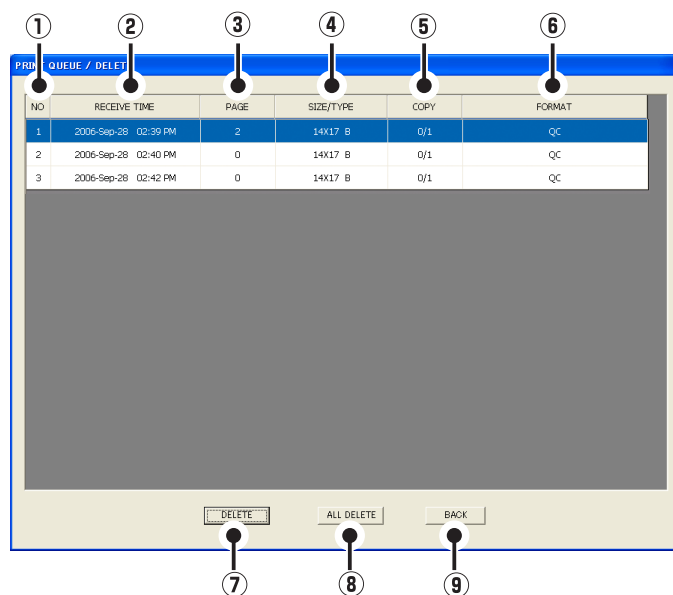 ① ② ③ ④ ⑤ ⑥
PRINT QUEUE / DELETE
NO RECEIVE TIME PAGE SIZE/TYPE COPY FORMAT
1 2006-Sep-28 02:39 PM 2 14X17 B 0/1 QC
2 2006-Sep-28 02:40 PM 0 14X17 B 0/1 QC
3 2006-Sep-28 02:42 PM 0 14X17 B 0/1 QC
DELETE ALL DELETE BACK
⑦ ⑧ ⑨